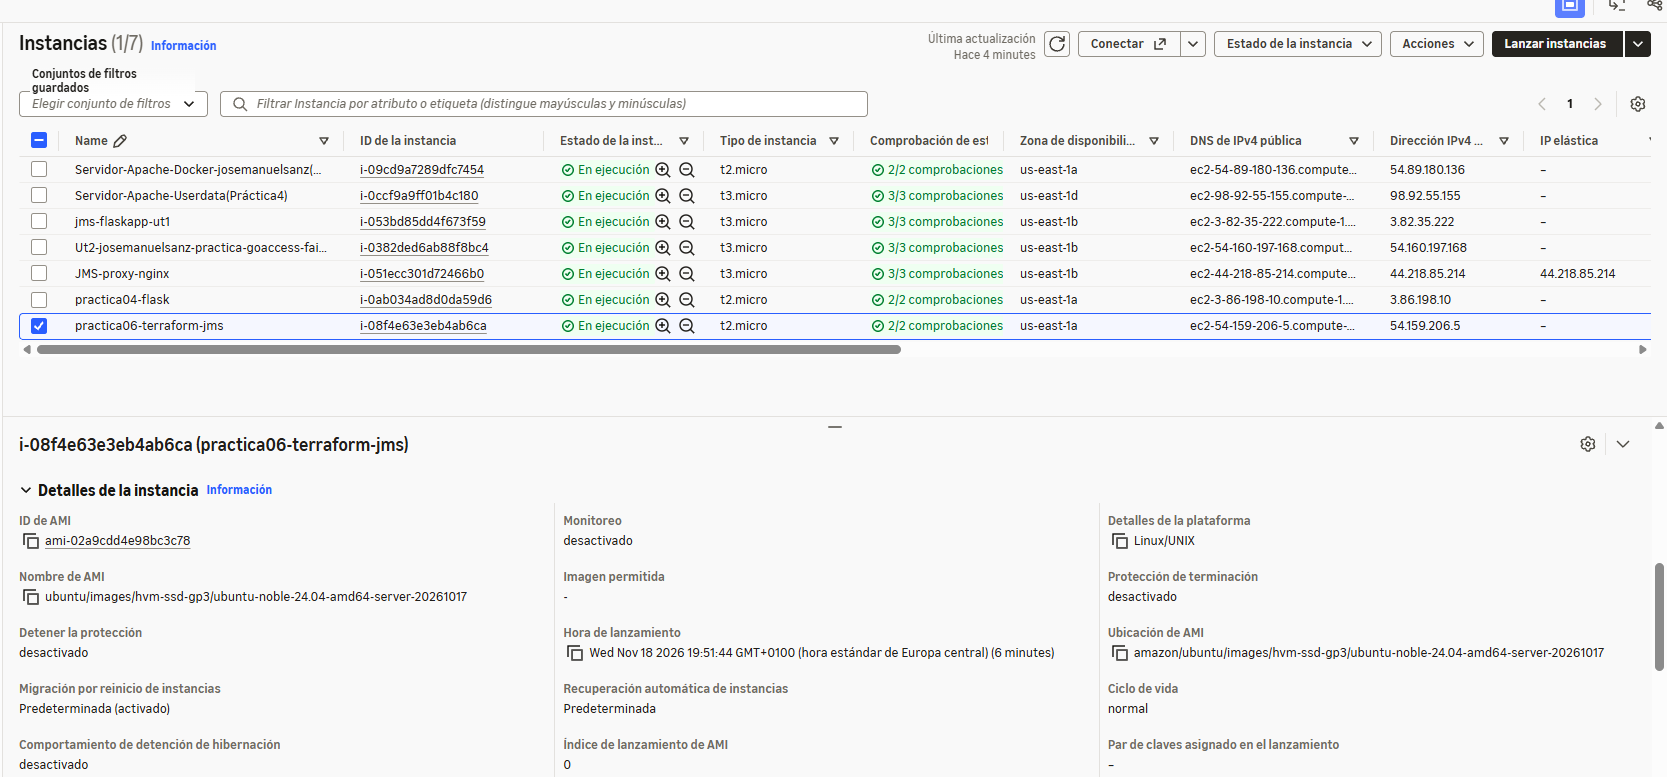 Instancias (1/7) Información
Última actualización
Hace 4 minutes
Conectar
Estado de la instancia
Acciones
Lanzar instancias
Conjuntos de filtros
guardados
Elegir conjunto de filtros
Filtrar Instancia por atributo o etiqueta (distingue mayúsculas y minúsculas)
1
Name ID de la instancia Estado de la inst... Tipo de instancia Comprobación de est Zona de disponibili... DNS de IPv4 pública Dirección IPv4 ... IP elástica
Servidor-Apache-Docker-josemanuelsanz(... i-09cd9a7289dfc7454 En ejecución t2.micro 2/2 comprobaciones us-east-1a ec2-54-89-180-136.compute... 54.89.180.136 –
Servidor-Apache-Userdata(Práctica4) i-0ccf9a9ff01b4c180 En ejecución t3.micro 3/3 comprobaciones us-east-1d ec2-98-92-55-155.compute-... 98.92.55.155 –
jms-flaskapp-ut1 i-053bd85dd4f673f59 En ejecución t3.micro 3/3 comprobaciones us-east-1b ec2-3-82-35-222.compute-1.... 3.82.35.222 –
Ut2-josemanuelsanz-practica-goaccess-fai... i-0382ded6ab88f8bc4 En ejecución t3.micro 3/3 comprobaciones us-east-1b ec2-54-160-197-168.comput... 54.160.197.168 –
JMS-proxy-nginx i-051ecc301d72466b0 En ejecución t3.micro 3/3 comprobaciones us-east-1b ec2-44-218-85-214.compute... 44.218.85.214 44.218.85.214
practica04-flask i-0ab034ad8d0da59d6 En ejecución t2.micro 2/2 comprobaciones us-east-1a ec2-3-86-198-10.compute-1.... 3.86.198.10 –
practica06-terraform-jms i-08f4e63e3eb4ab6ca En ejecución t2.micro 2/2 comprobaciones us-east-1a ec2-54-159-206-5.compute-... 54.159.206.5 –
i-08f4e63e3eb4ab6ca (practica06-terraform-jms)
Detalles de la instancia Información
ID de AMI
ami-02a9cdd4e98bc3c78
Monitoreo
desactivado
Detalles de la plataforma
Linux/UNIX
Nombre de AMI
ubuntu/images/hvm-ssd-gp3/ubuntu-noble-24.04-amd64-server-20261017
Imagen permitida
-
Protección de terminación
desactivado
Detener la protección
desactivado
Hora de lanzamiento
Wed Nov 18 2026 19:51:44 GMT+0100 (hora estándar de Europa central) (6 minutes)
Ubicación de AMI
amazon/ubuntu/images/hvm-ssd-gp3/ubuntu-noble-24.04-amd64-server-20261017
Migración por reinicio de instancias
Predeterminada (activado)
Recuperación automática de instancias
Predeterminada
Ciclo de vida
normal
Comportamiento de detención de hibernación
desactivado
Índice de lanzamiento de AMI
0
Par de claves asignado en el lanzamiento
–